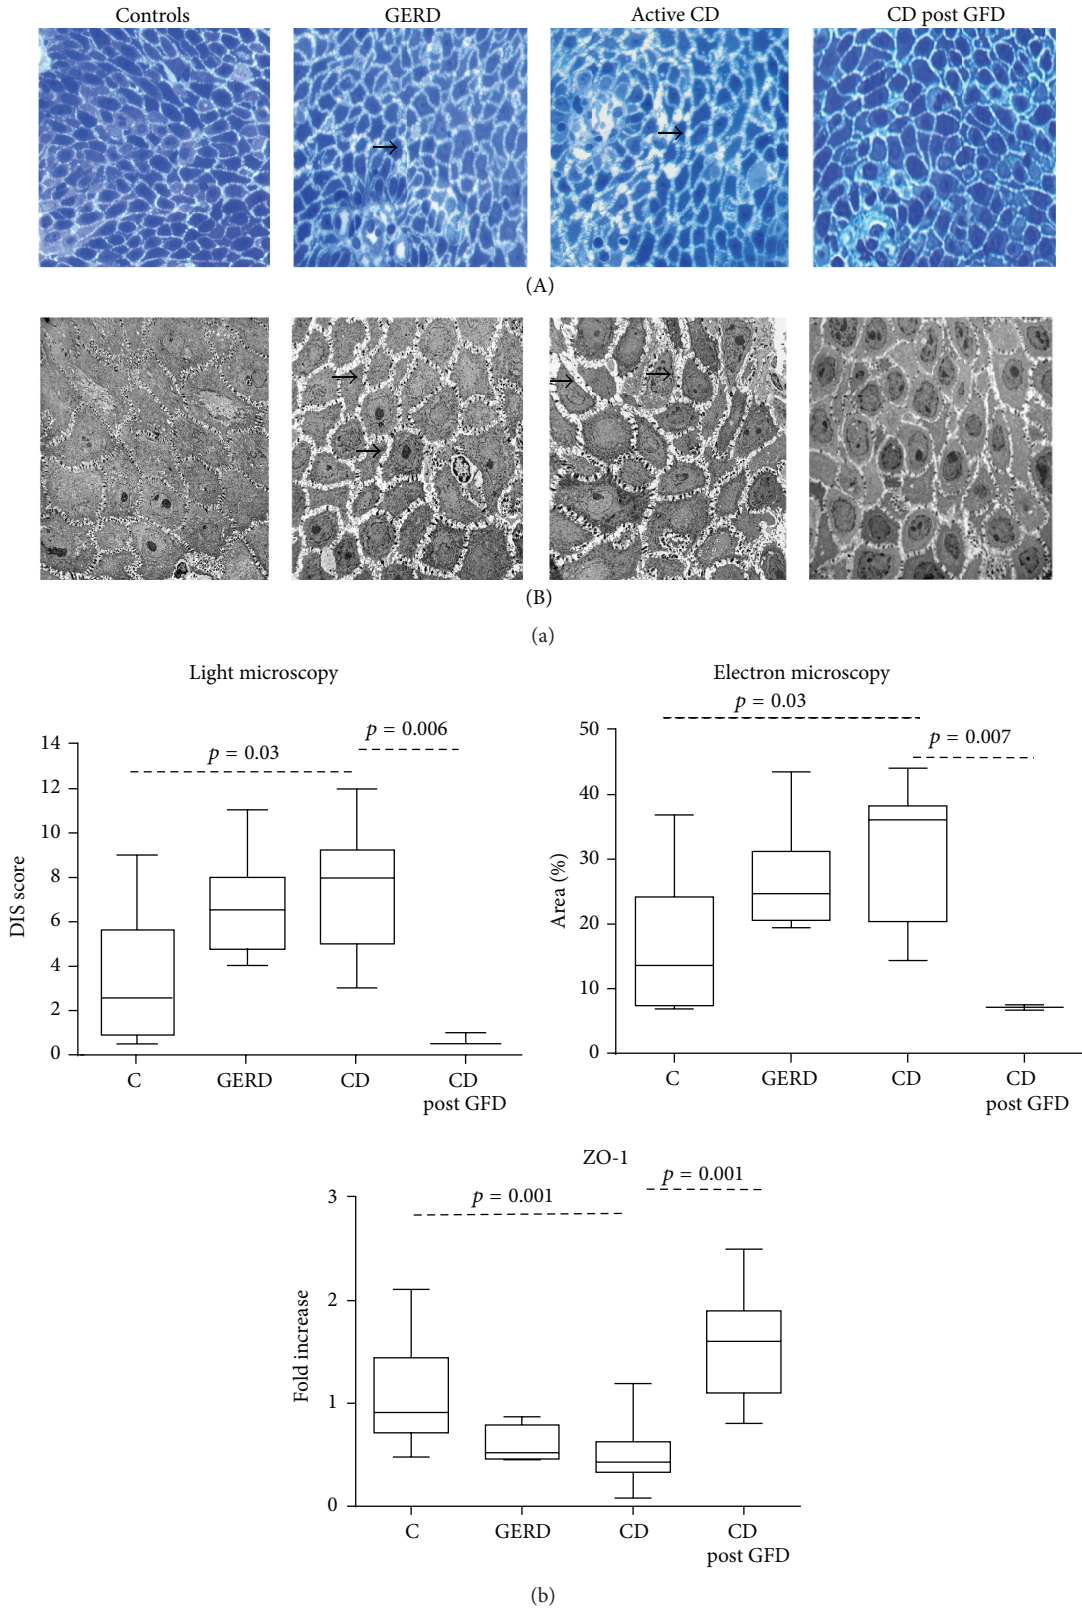 Controls GERD Active CD CD post GFD
(A)
(B)
(a)
Light microscopy
DIS score
14
12
10
8
6
4
2
0
p = 0.03
p = 0.006
C GERD CD CD
post GFD
Electron microscopy
Area (%)
50
40
30
20
10
0
p = 0.03
p = 0.007
C GERD CD CD
post GFD
ZO-1
Fold increase
3
2
1
0
p = 0.001
p = 0.001
C GERD CD CD
post GFD
(b)